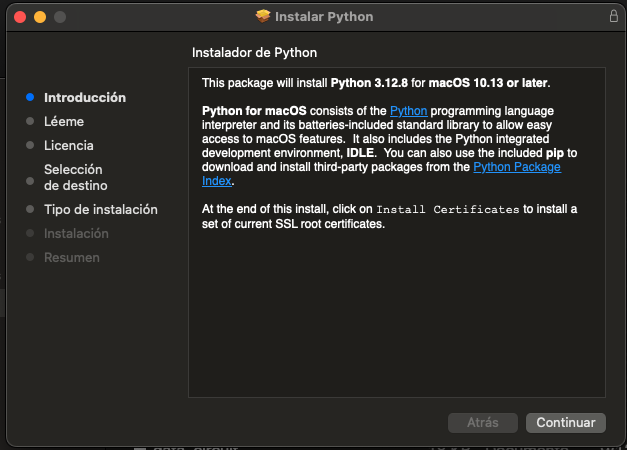 Instalar Python
Instalador de Python
Introducción
Léeme
Licencia
Selección
de destino
Tipo de instalación
Instalación
Resumen
This package will install Python 3.12.8 for macOS 10.13 or later.
Python for macOS consists of the Python programming language
interpreter and its batteries-included standard library to allow easy
access to macOS features.  It also includes the Python integrated
development environment, IDLE.  You can also use the included pip to
download and install third-party packages from the Python Package
Index.
At the end of this install, click on Install Certificates to install a
set of current SSL root certificates.
Atrás
Continuar